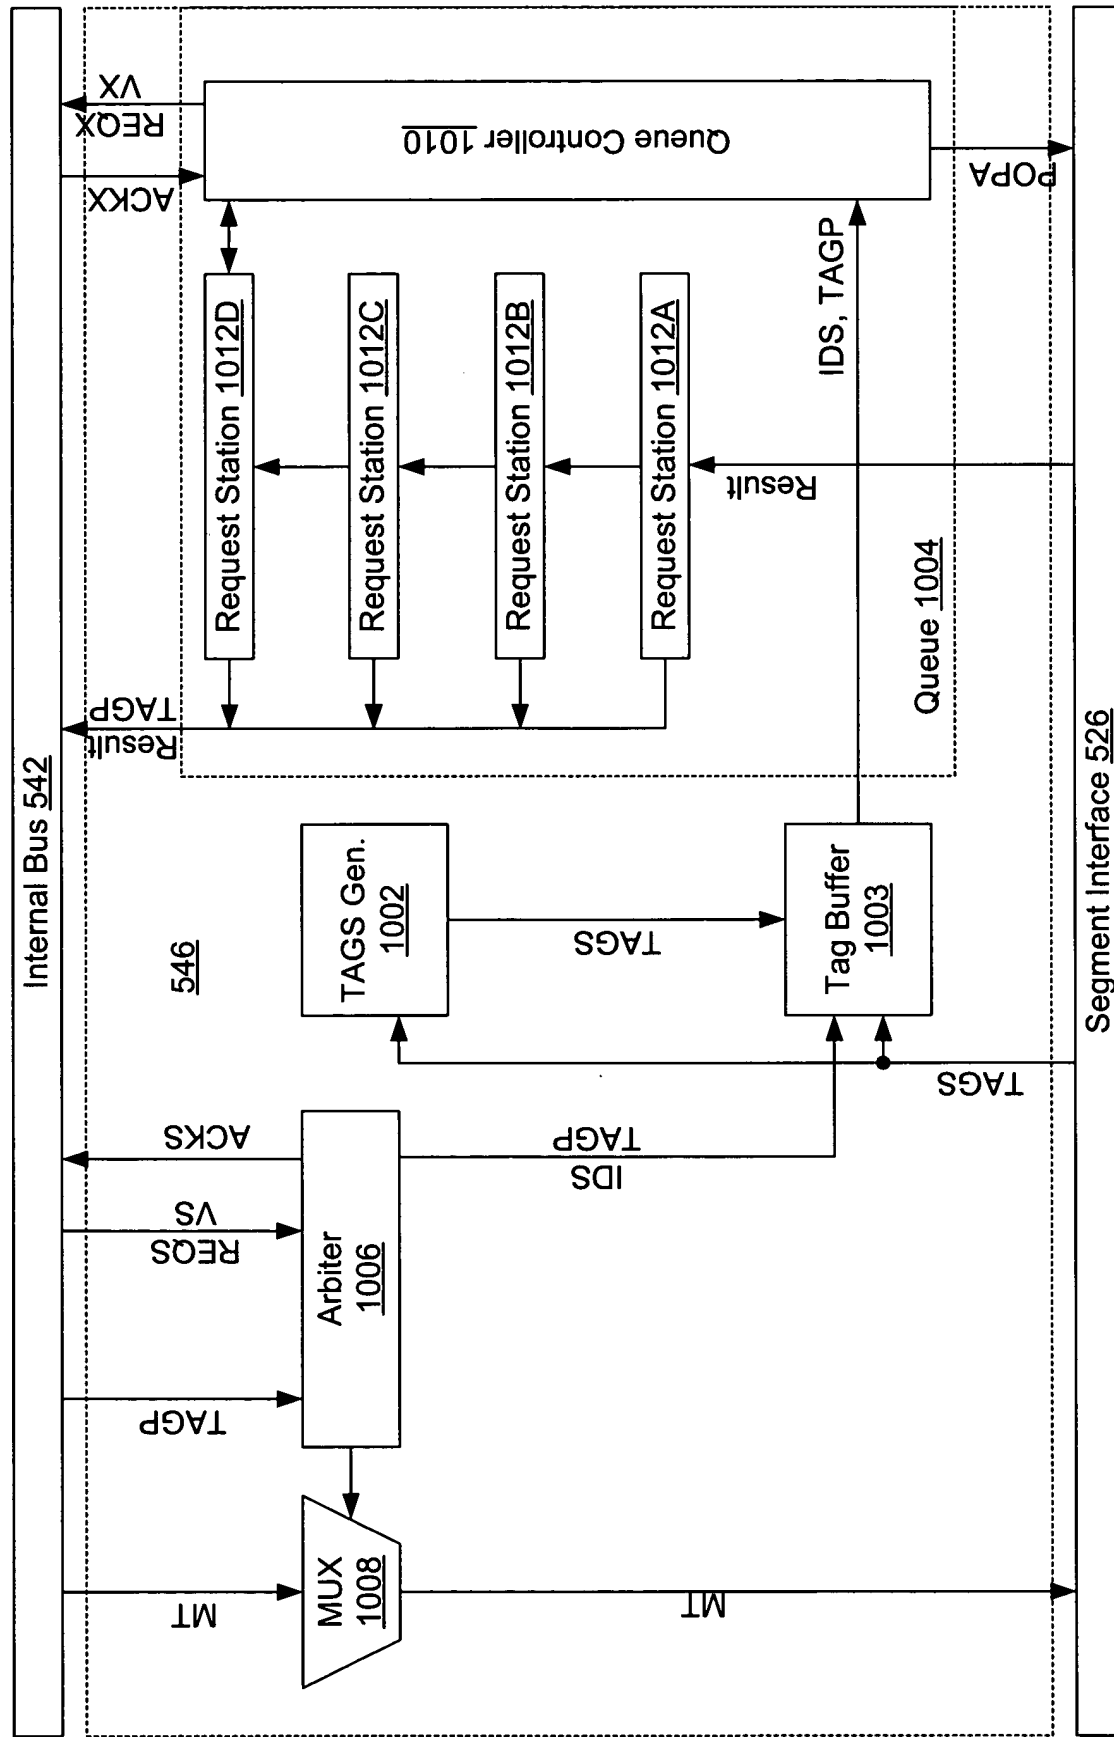 Internal Bus 542
MT
TAGP
REQS
VS
ACKS
546
Result
TAGP
ACKX
REQX
VX
MUX
1008
Arbiter
1006
IDS
TAGP
TAGS Gen.
1002
TAGS
Tag Buffer
1003
Request Station 1012D
Request Station 1012C
Request Station 1012B
Request Station 1012A
Queue Controller 1010
IDS, TAGP
Result
Queue 1004
MT
TAGS
POPA
Segment Interface 526